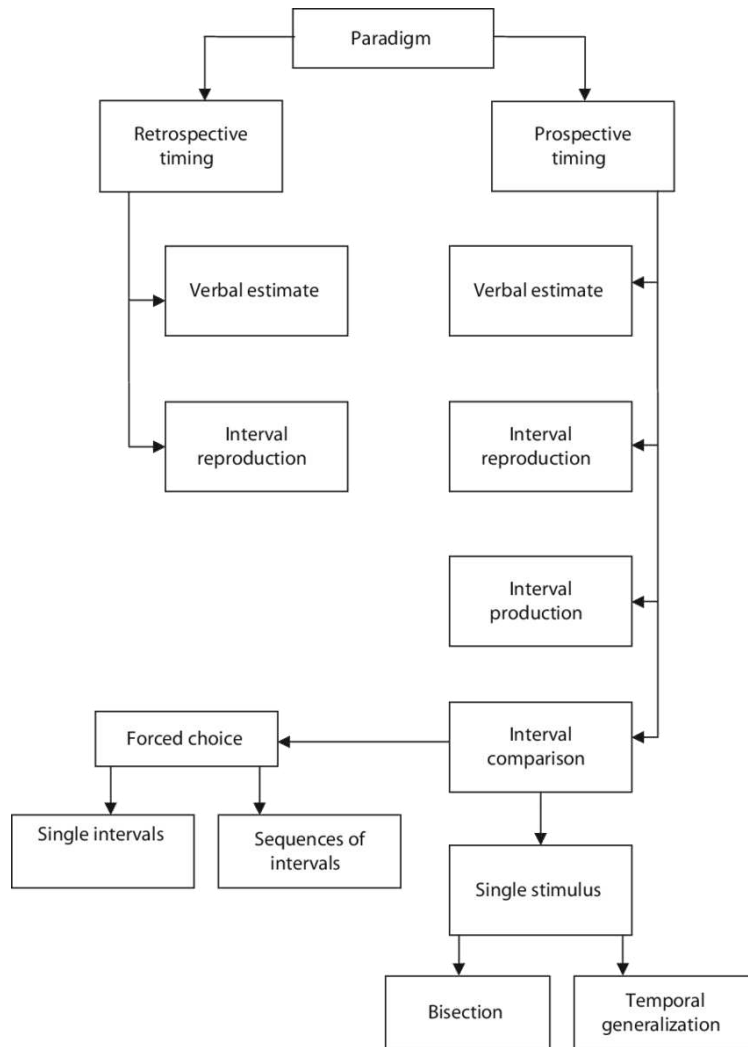 Paradigm
Retrospective
timing
Prospective
timing
Verbal estimate
Verbal estimate
Interval
reproduction
Interval
reproduction
Interval
production
Forced choice
Interval
comparison
Single intervals
Sequences of
intervals
Single stimulus
Bisection
Temporal
generalization